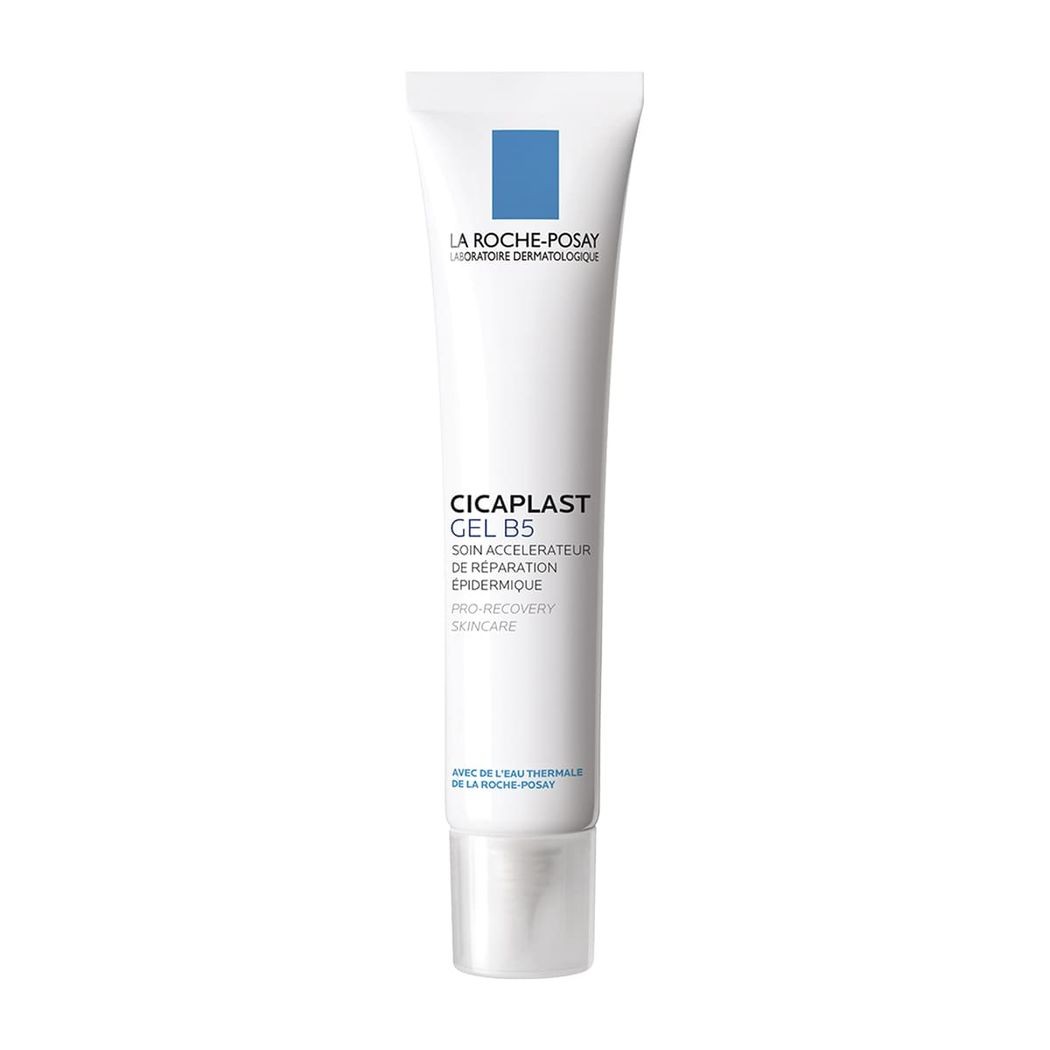 LA ROCHE-POSAY
LABORATOIRE DERMATOLOGIQUE
CICAPLAST
GEL B5
SOIN ACCELERATEUR
DE RÉPARATION
ÉPIDERMIQUE
PRO-RECOVERY
SKINCARE
AVEC DE L'EAU THERMALE
DE LA ROCHE-POSAY